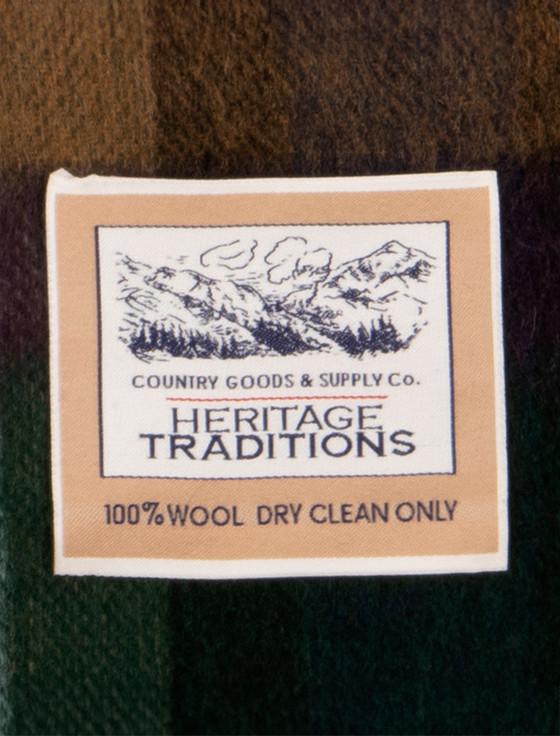 COUNTRY GOODS & SUPPLY Co.
HERITAGE
TRADITIONS
100% WOOL DRY CLEAN ONLY